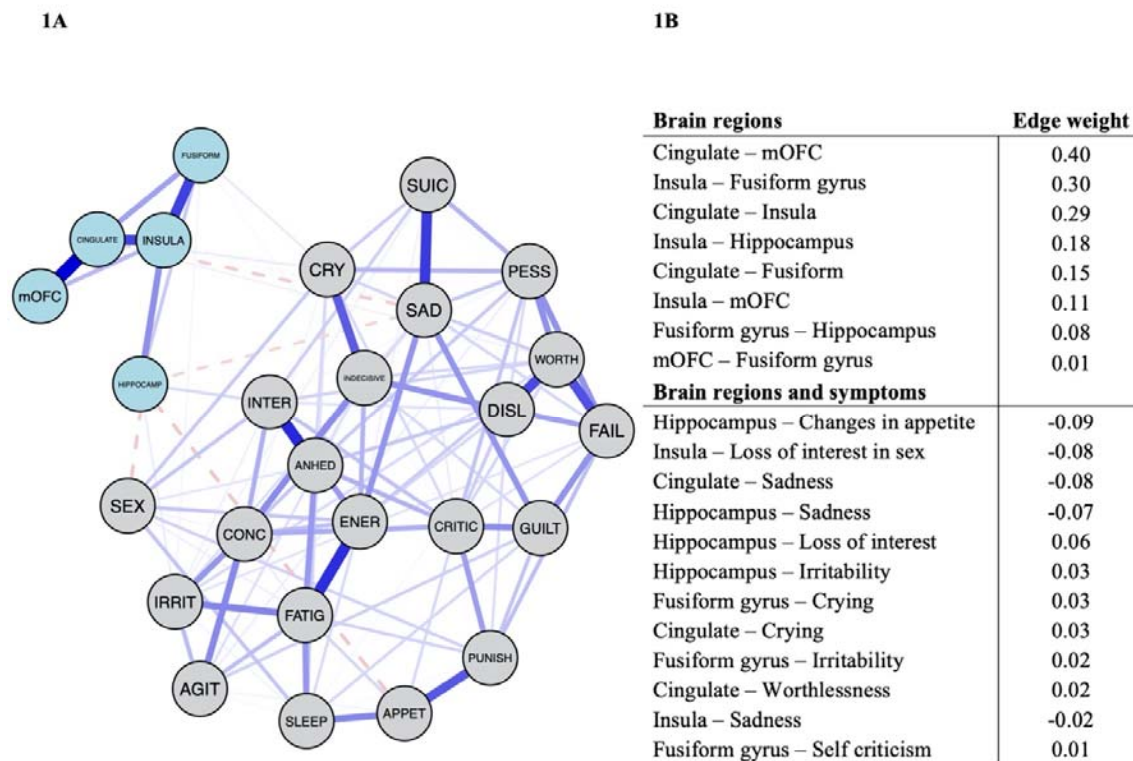 1A
1B
FUSIFORM
SUIC
CINGULATE
INSULA
CRY
PESS
mOFC
SAD
WORTH
HIPPOCAMP
INDECISIVE
INTER
DISL
FAIL
ANHED
SEX
CONC
ENER
CRITIC
GUILT
IRRIT
FATIG
PUNISH
AGIT
SLEEP
APPET
Brain regions Edge weight
Cingulate – mOFC 0.40
Insula – Fusiform gyrus 0.30
Cingulate – Insula 0.29
Insula – Hippocampus 0.18
Cingulate – Fusiform 0.15
Insula – mOFC 0.11
Fusiform gyrus – Hippocampus 0.08
mOFC – Fusiform gyrus 0.01
Brain regions and symptoms
Hippocampus – Changes in appetite -0.09
Insula – Loss of interest in sex -0.08
Cingulate – Sadness -0.08
Hippocampus – Sadness -0.07
Hippocampus – Loss of interest 0.06
Hippocampus – Irritability 0.03
Fusiform gyrus – Crying 0.03
Cingulate – Crying 0.03
Fusiform gyrus – Irritability 0.02
Cingulate – Worthlessness 0.02
Insula – Sadness -0.02
Fusiform gyrus – Self criticism 0.01